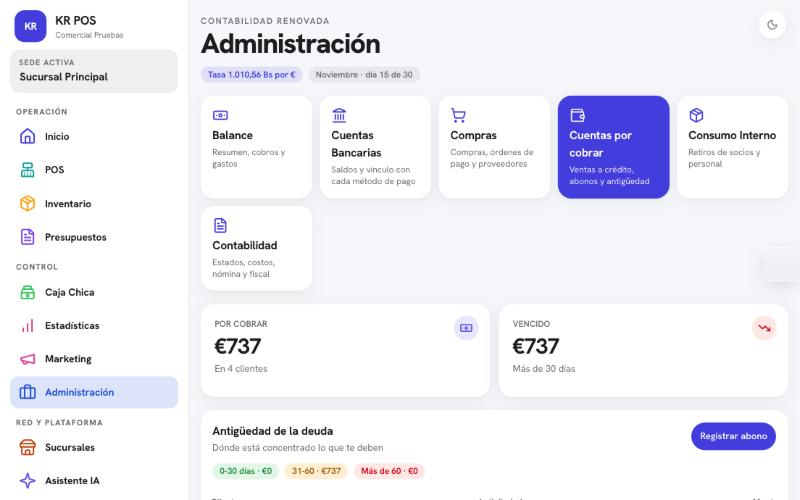 KR
KR POS
Comercial Pruebas
SEDE ACTIVA
Sucursal Principal
OPERACIÓN
Inicio
POS
Inventario
Presupuestos
CONTROL
Caja Chica
Estadísticas
Marketing
Administración
RED Y PLATAFORMA
Sucursales
Asistente IA
CONTABILIDAD RENOVADA
Administración
Tasa 1.010,56 Bs por € Noviembre · día 15 de 30
Balance
Resumen, cobros y
gastos
Cuentas
Bancarias
Saldos y vínculo con
cada método de pago
Compras
Compras, órdenes de
pago y proveedores
Cuentas por
cobrar
Ventas a crédito,
abonos y antigüedad
Consumo Interno
Retiros de socios y
personal
Contabilidad
Estados, costos,
nómina y fiscal
POR COBRAR
€737
En 4 clientes
VENCIDO
€737
Más de 30 días
Antigüedad de la deuda
Dónde está concentrado lo que te deben
Registrar abono
0-30 días · €0 31-60 · €737 Más de 60 · €0